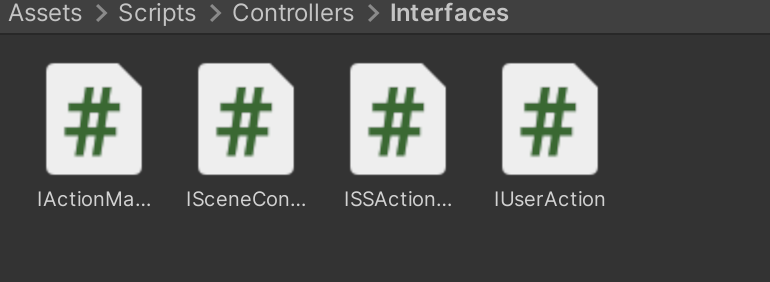 Assets > Scripts > Controllers > Interfaces
IActionMa... ISceneCon... ISSAction... IUserAction